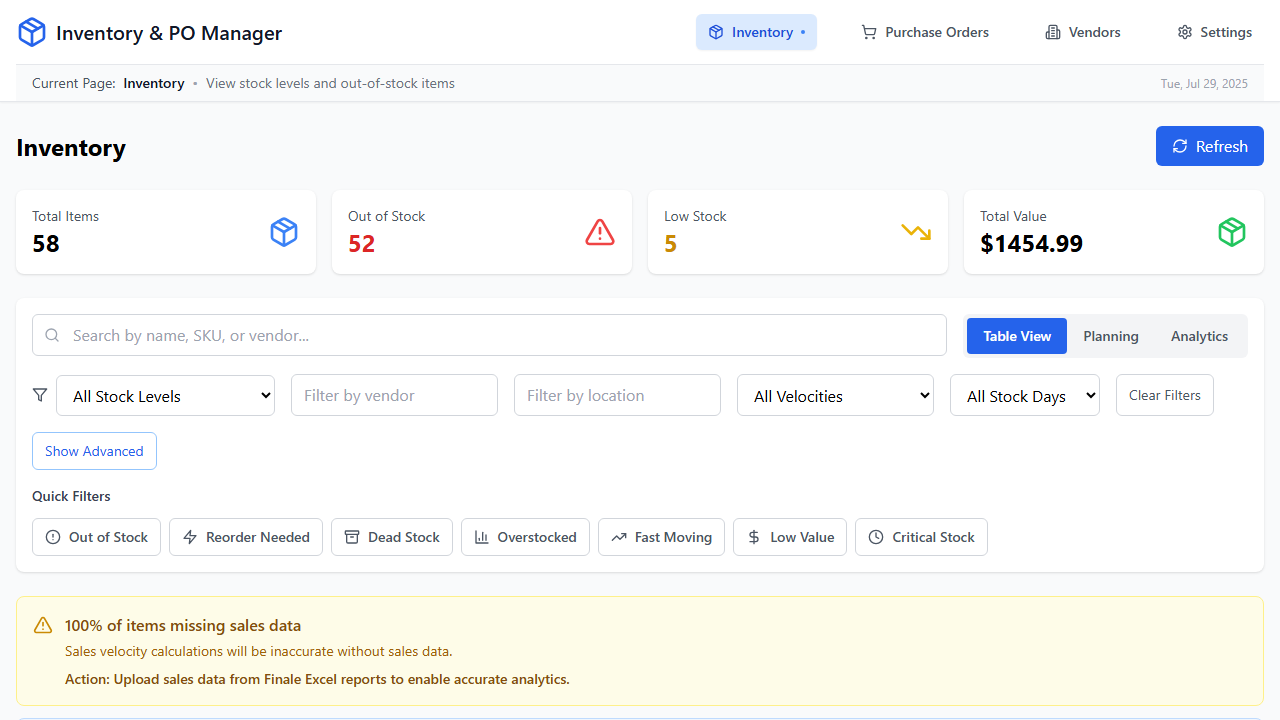 Inventory & PO Manager
Inventory •
Purchase Orders
Vendors
Settings
Current Page: Inventory • View stock levels and out-of-stock items
Tue, Jul 29, 2025
Inventory
Refresh
Total Items
58
Out of Stock
52
Low Stock
5
Total Value
$1454.99
Search by name, SKU, or vendor...
Table View
Planning
Analytics
All Stock Levels
Filter by vendor
Filter by location
All Velocities
All Stock Days
Clear Filters
Show Advanced
Quick Filters
Out of Stock
Reorder Needed
Dead Stock
Overstocked
Fast Moving
Low Value
Critical Stock
100% of items missing sales data
Sales velocity calculations will be inaccurate without sales data.
Action: Upload sales data from Finale Excel reports to enable accurate analytics.